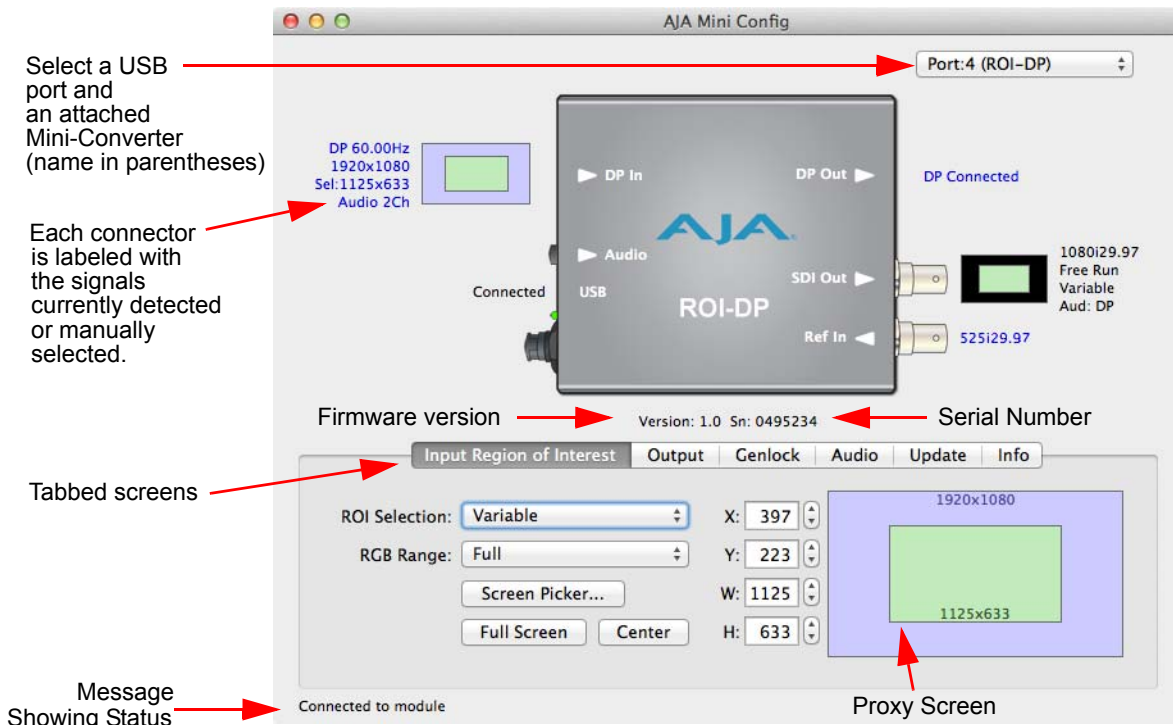 AJA Mini Config
Select a USB
port and
an attached
Mini-Converter
(name in parentheses)
Port:4 (ROI-DP)
DP 60.00Hz
1920x1080
Sel:1125x633
Audio 2Ch
DP In
DP Out
DP Connected
Each connector
is labeled with
the signals
currently detected
or manually
selected.
AJA
Audio
Connected
USB
SDI Out
1080i29.97
Free Run
Variable
Aud: DP
ROI-DP
Ref In
525i29.97
Firmware version
Version: 1.0 Sn: 0495234
Serial Number
Tabbed screens
Input Region of Interest
Output
Genlock
Audio
Update
Info
ROI Selection:
Variable
X: 397
1920x1080
RGB Range:
Full
Y: 223
Screen Picker...
W: 1125
1125x633
Full Screen
Center
H: 633
Message
Showing Status
Connected to module
Proxy Screen